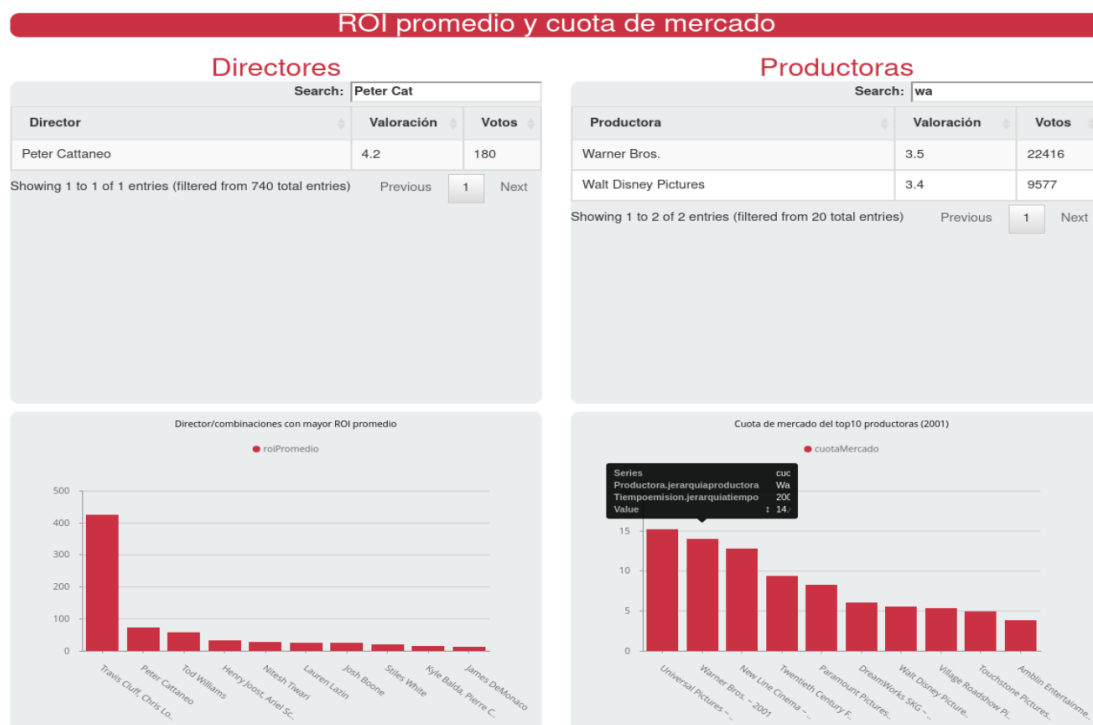 ROI promedio y cuota de mercado
Directores
Search: Peter Cat
Director Valoración Votos
Peter Cattaneo 4.2 180
Showing 1 to 1 of 1 entries (filtered from 740 total entries) Previous 1 Next
Productoras
Search: wa
Productora Valoración Votos
Warner Bros. 3.5 22416
Walt Disney Pictures 3.4 9577
Showing 1 to 2 of 2 entries (filtered from 20 total entries) Previous 1 Next
Director/combinaciones con mayor ROI promedio
roiPromedio
500
400
300
200
100
0
Travis Cluff, Chris Lo..
Peter Cattaneo
Tod Williams
Henry Joost, Ariel Sc..
Nitesh Tiwari
Lauren Lazin
Josh Boone
Stiles White
Kyle Balda, Pierre C..
James DeMonaco
Cuota de mercado del top10 productoras (2001)
cuotaMercado
Series cuc
Productora.jerarquiaproductora Wa
Tiempoemision.jerarquiatiempo 200
Value : 14.
15
10
5
0
Universal Pictures – ..
Warner Bros. – 2001
New Line Cinema – ..
Twentieth Century F..
Paramount Pictures..
DreamWorks SKG – ..
Walt Disney Picture..
Village Roadshow Pi..
Touchstone Pictures..
Amblin Entertainme..